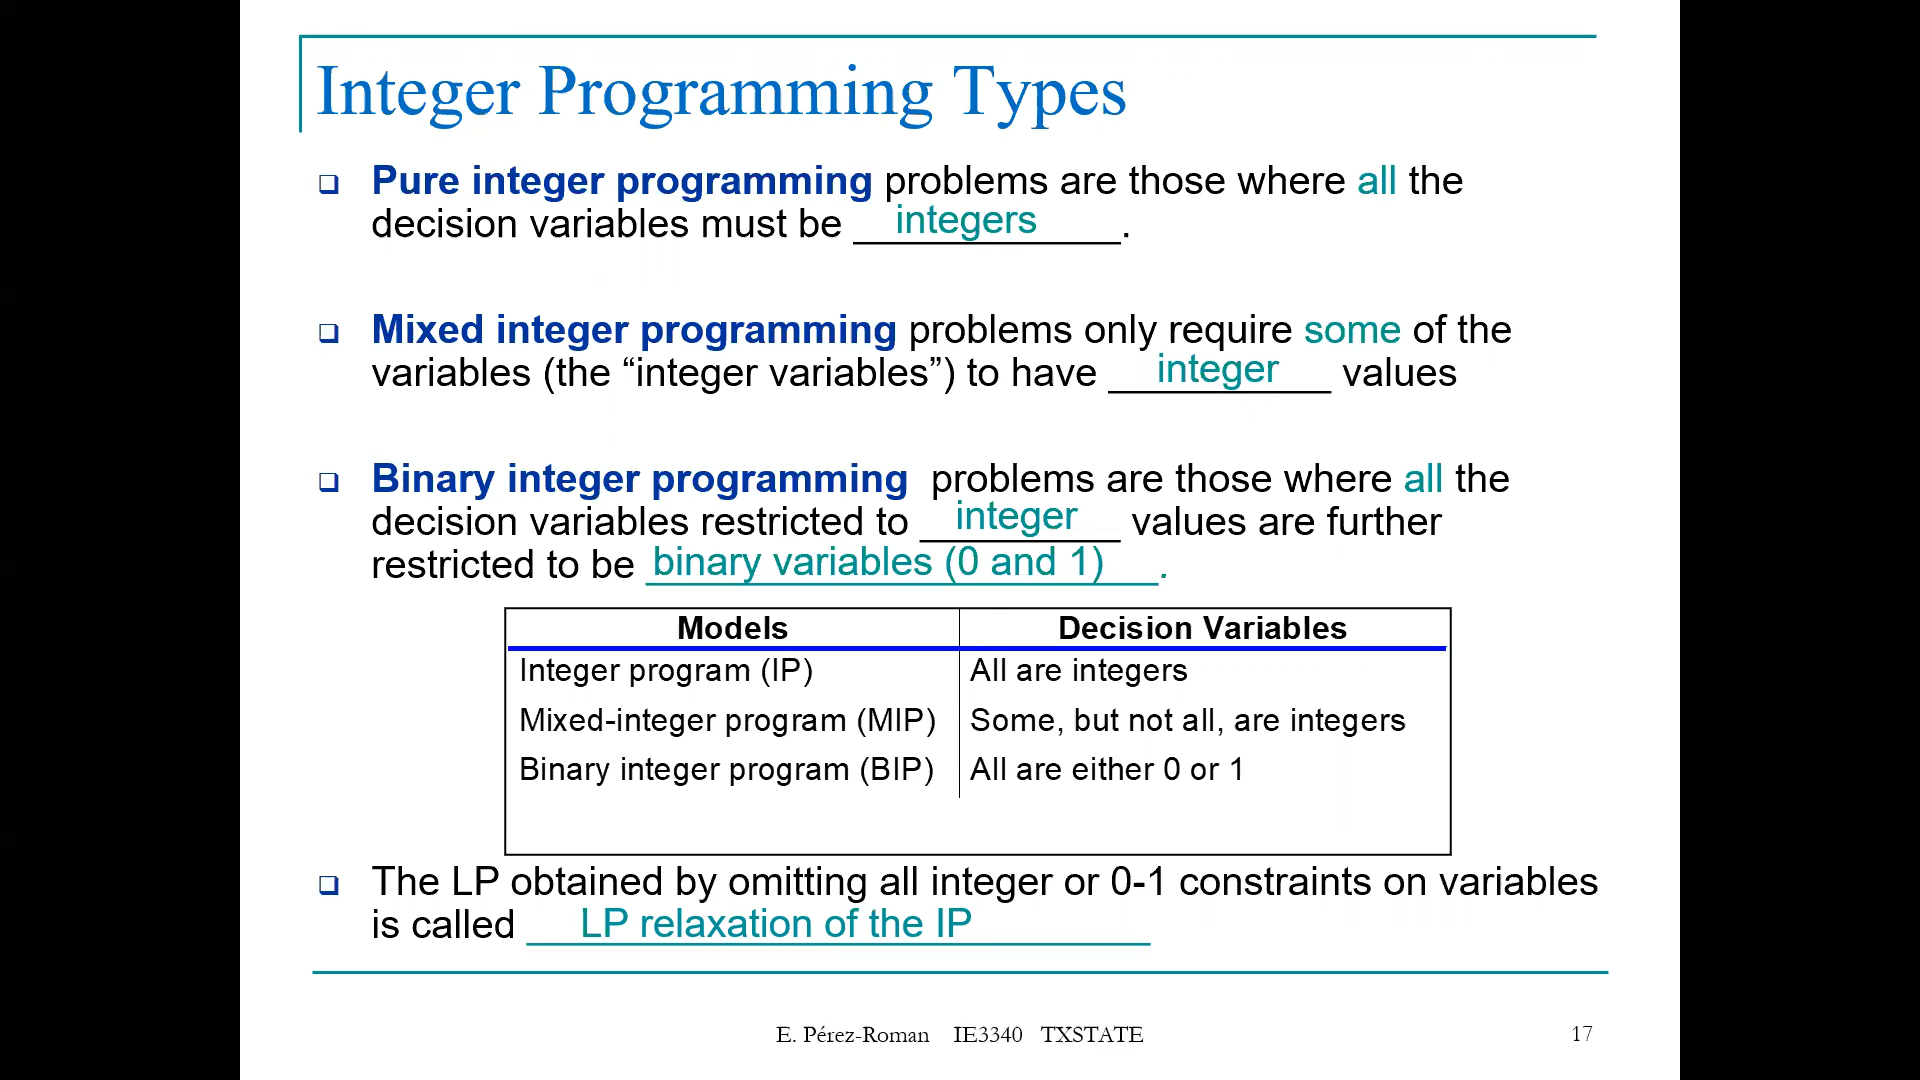 Integer Programming Types
Pure integer programming problems are those where all the
decision variables must be integers.
Mixed integer programming problems only require some of the
variables (the “integer variables”) to have integer values
Binary integer programming problems are those where all the
decision variables restricted to integer values are further
restricted to be binary variables (0 and 1).
Models Decision Variables
Integer program (IP) All are integers
Mixed-integer program (MIP) Some, but not all, are integers
Binary integer program (BIP) All are either 0 or 1
The LP obtained by omitting all integer or 0-1 constraints on variables
is called LP relaxation of the IP
E. Pérez-Roman IE3340 TXSTATE 17